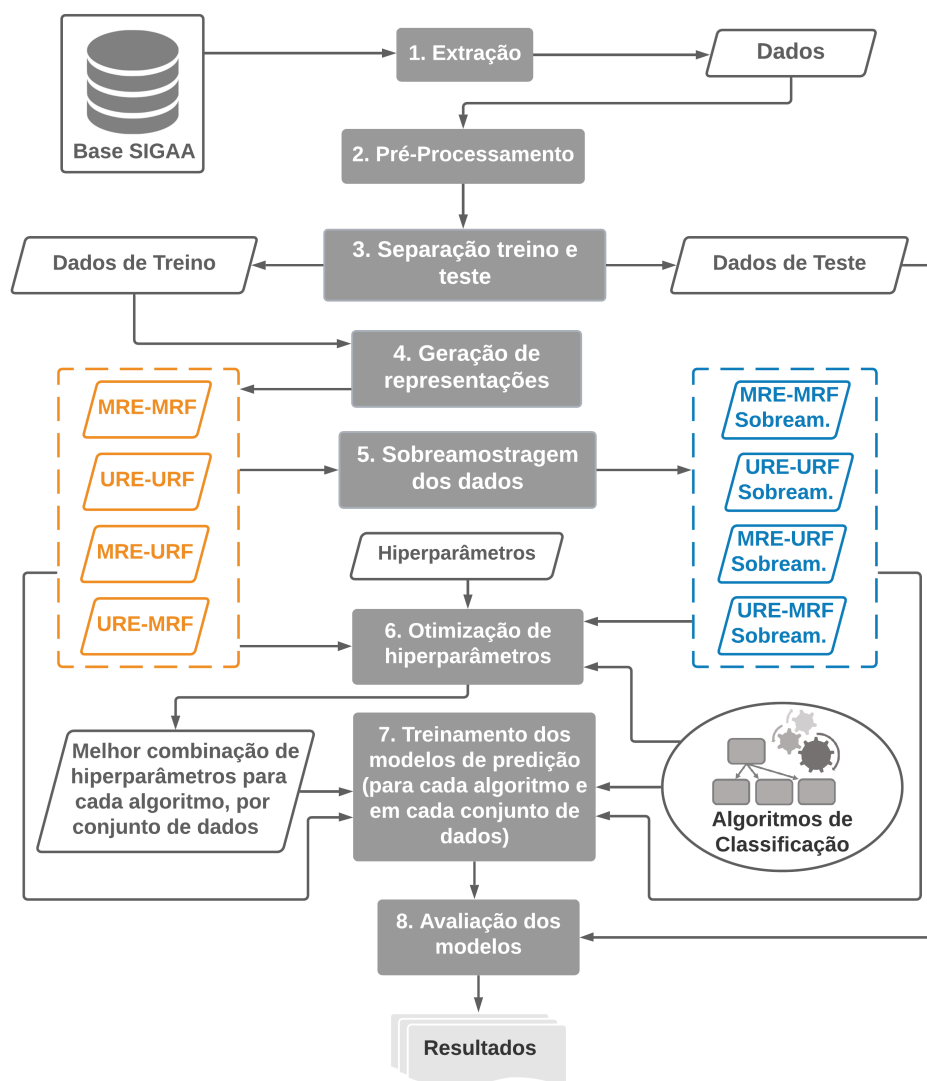 1. Extração
Dados
Base SIGAA
2. Pré-Processamento
3. Separação treino e
teste
Dados de Treino
Dados de Teste
4. Geração de
representações
MRE-MRF
URE-URF
MRE-URF
URE-MRF
5. Sobreamostragem
dos dados
MRE-MRF
Sobream.
URE-URF
Sobream.
MRE-URF
Sobream.
URE-MRF
Sobream.
Hiperparâmetros
6. Otimização de
hiperparâmetros
Melhor combinação de
hiperparâmetros para
cada algoritmo, por
conjunto de dados
7. Treinamento dos
modelos de predição
(para cada algoritmo e
em cada conjunto de
dados)
Algoritmos de
Classificação
8. Avaliação dos
modelos
Resultados